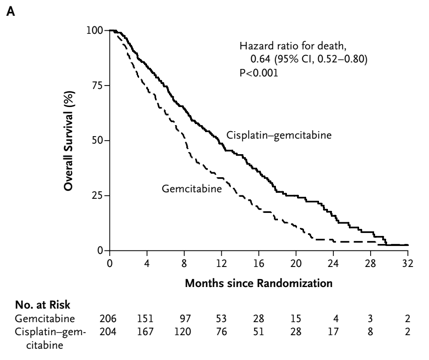 A
Hazard ratio for death,
0.64 (95% CI, 0.52–0.80)
P<0.001
100
75
50
25
0
Overall Survival (%)
Cisplatin–gemcitabine
Gemcitabine
0 4 8 12 16 20 24 28 32
Months since Randomization
No. at Risk
Gemcitabine 206 151 97 53 28 15 4 3 2
Cisplatin–gem- 204 167 120 76 51 28 17 8 2
citabine